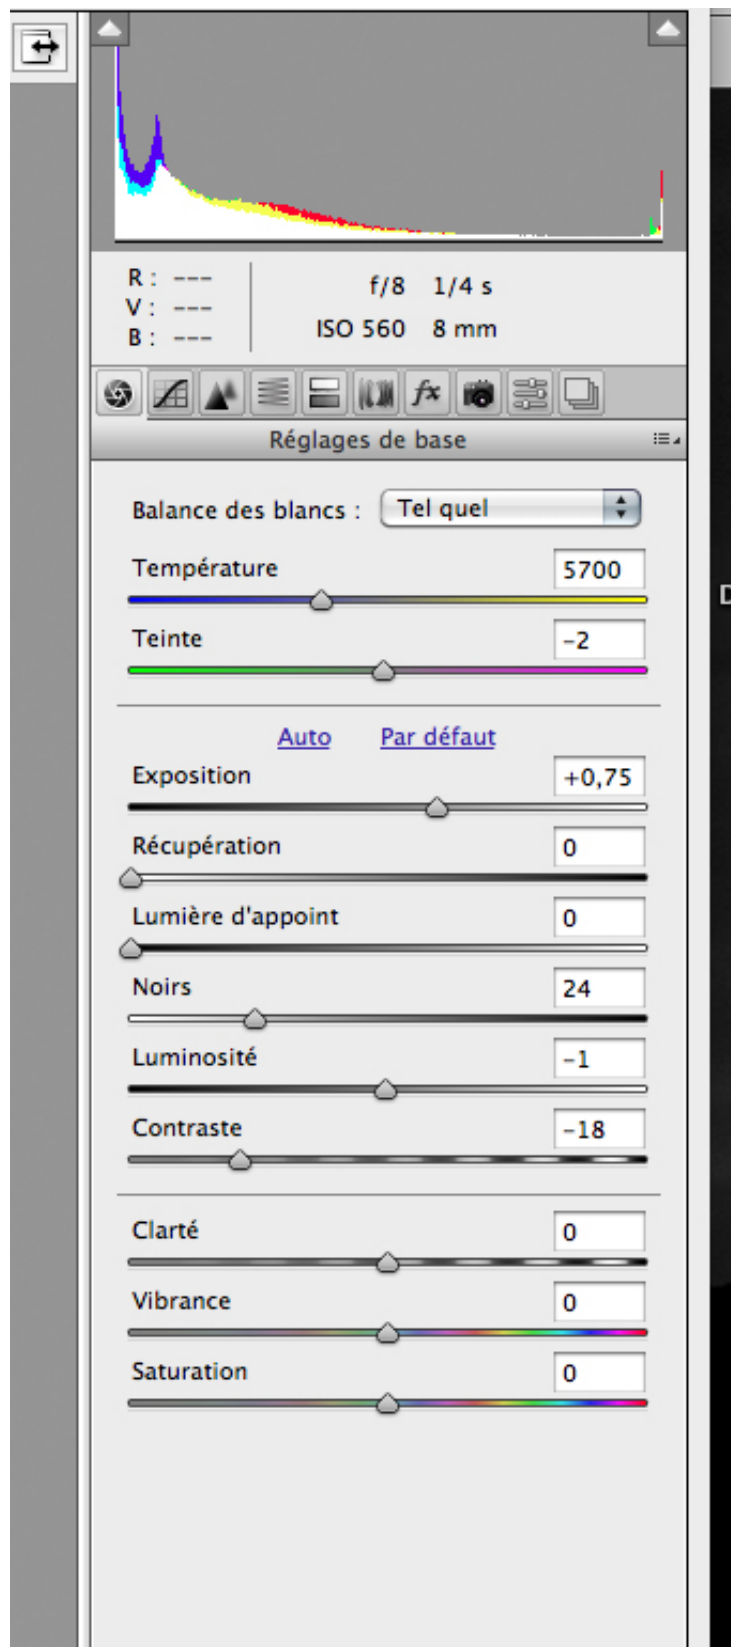 R : ---
V : ---
B : ---
f/8 1/4 s
ISO 560 8 mm
fx
Réglages de base
Balance des blancs : Tel quel
Température 5700
Teinte -2
Auto Par défaut
Exposition +0,75
Récupération 0
Lumière d'appoint 0
Noirs 24
Luminosité -1
Contraste -18
Clarté 0
Vibrance 0
Saturation 0
D